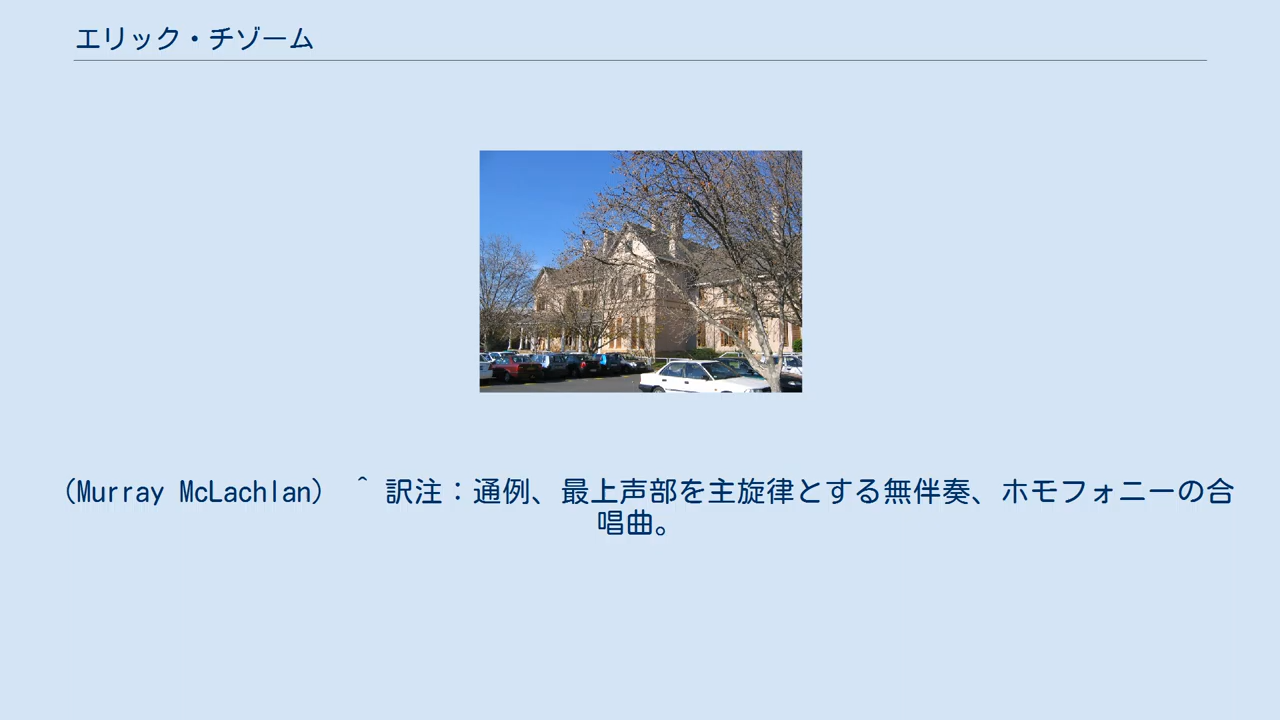 エリック・チゾーム
（Murray McLachlan） ^ 訳注：通例、最上声部を主旋律とする無伴奏、ホモフォニーの合
唱曲。